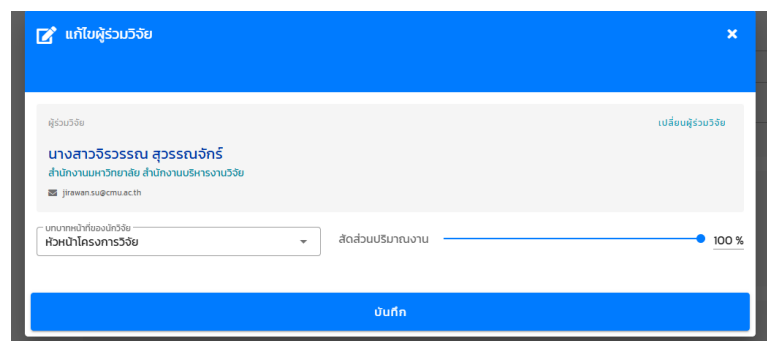 แก้ไขผู้ร่วมวิจัย
ผู้ร่วมวิจัย
เปลี่ยนผู้ร่วมวิจัย
นางสาวจิรวรรณ สุวรรณจักร์
สำนักงานมหาวิทยาลัย สำนักงานบริหารงานวิจัย
jirawan.su@cmu.ac.th
บทบาทหน้าที่ของนักวิจัย
หัวหน้าโครงการวิจัย
สัดส่วนปริมาณงาน
100 %
บันทึก